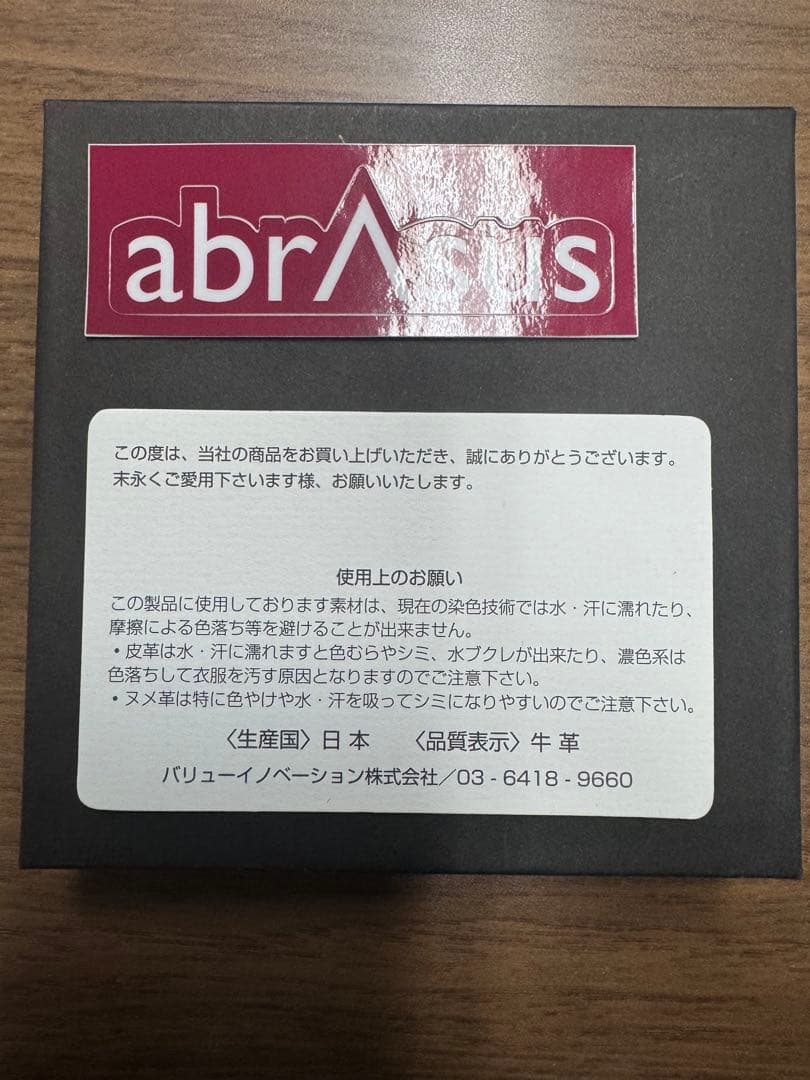 abrAsus
この度は、当社の商品をお買い上げいただき、誠にありがとうございます。
末永くご愛用下さいます様、お願いいたします。
使用上のお願い
この製品に使用しております素材は、現在の染色技術では水・汗に濡れたり、
摩擦による色落ち等を避けることが出来ません。
・皮革は水・汗に濡れますと色むらやシミ、水ブクレが出来たり、濃色系は
色落ちして衣服を汚す原因となりますのでご注意下さい。
・ヌメ革は特に色やけや水・汗を吸ってシミになりやすいのでご注意下さい。
〈生産国〉日本 〈品質表示〉牛革
バリューイノベーション株式会社／03-6418-9660